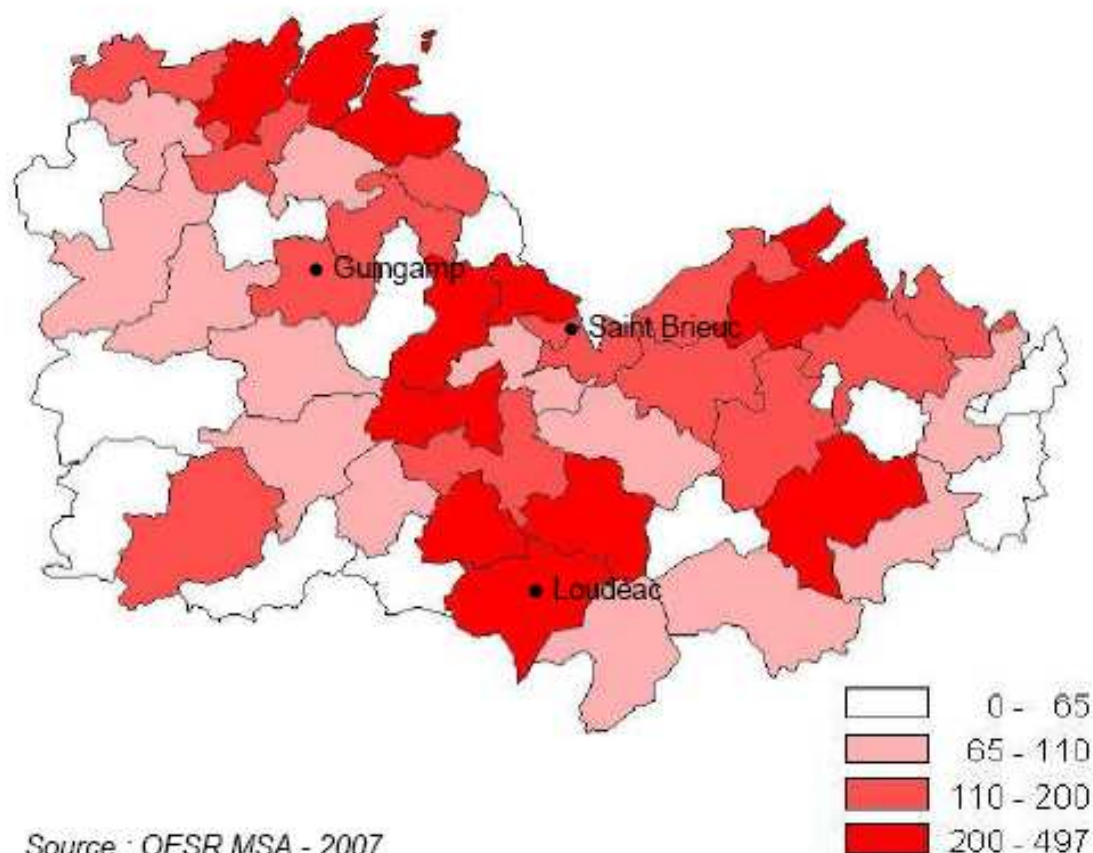 Guingamp
Saint Brieuc
Loudeac
0 - 65
65 - 110
110 - 200
200 - 497
Source : OESR MSA - 2007